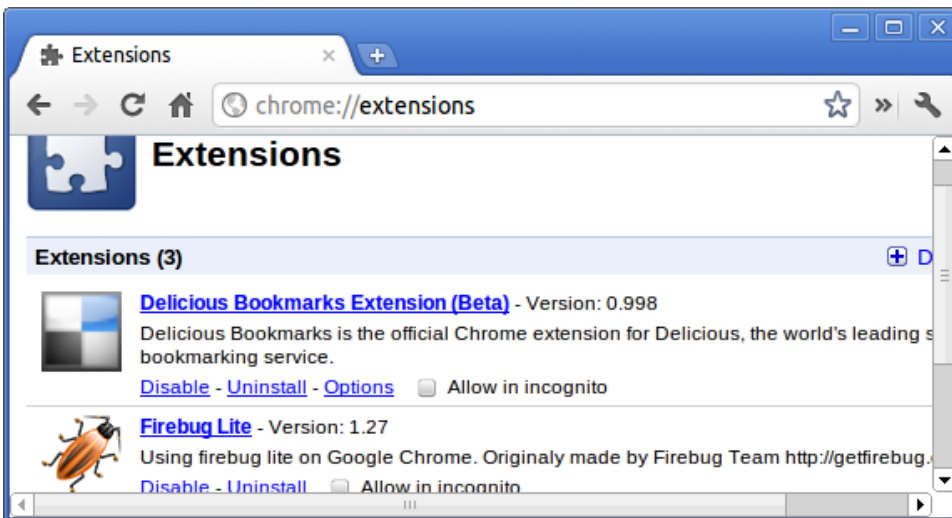 Extensions
chrome://extensions
Extensions
Extensions (3)
D
Delicious Bookmarks Extension (Beta) - Version: 0.998
Delicious Bookmarks is the official Chrome extension for Delicious, the world's leading s
bookmarking service.
Disable - Uninstall - Options Allow in incognito
Firebug Lite - Version: 1.27
Using firebug lite on Google Chrome. Originaly made by Firebug Team http://getfirebug.
Disable - Uninstall Allow in incognito